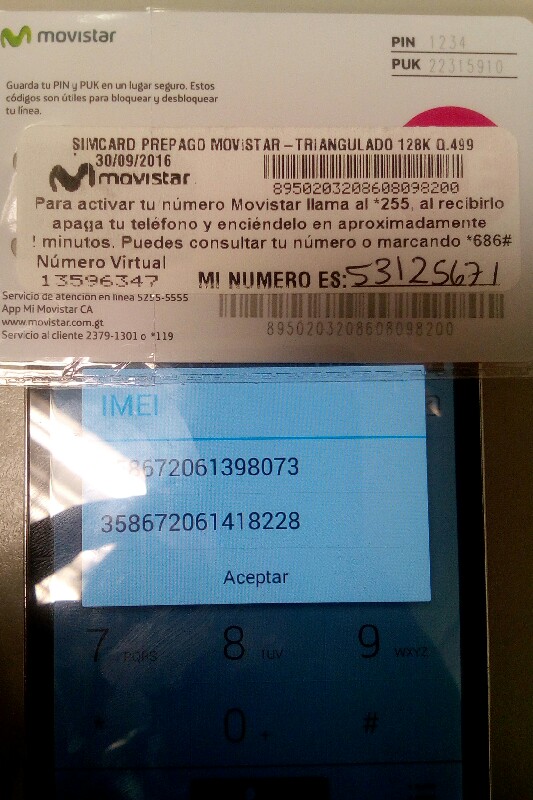 movistar
PIN 1234
PUK 22315910
Guarda tu PIN y PUK en un lugar seguro. Estos
códigos son útiles para bloquear y desbloquear
tu línea.
SIMCARD PREPAGO MOVISTAR-TRIANGULADO 128K Q.499
30/09/2016
movistar
8950203208608098200
Para activar tu número Movistar llama al *255, al recibirlo
apaga tu teléfono y enciéndelo en aproximadamente
minutos. Puedes consultar tu número o marcando *686#
Número Virtual
13596347
MI NUMERO ES: 53125671
Servicio de atención en línea 5255-5555
App Mi Movistar CA
www.movistar.com.gt
Servicio al cliente 2379-1301 o *119
8950203208608098200
IMEI
358672061398073
358672061418228
Aceptar
7 PQRS 8 TUV 9 WXYZ
* 0 + #